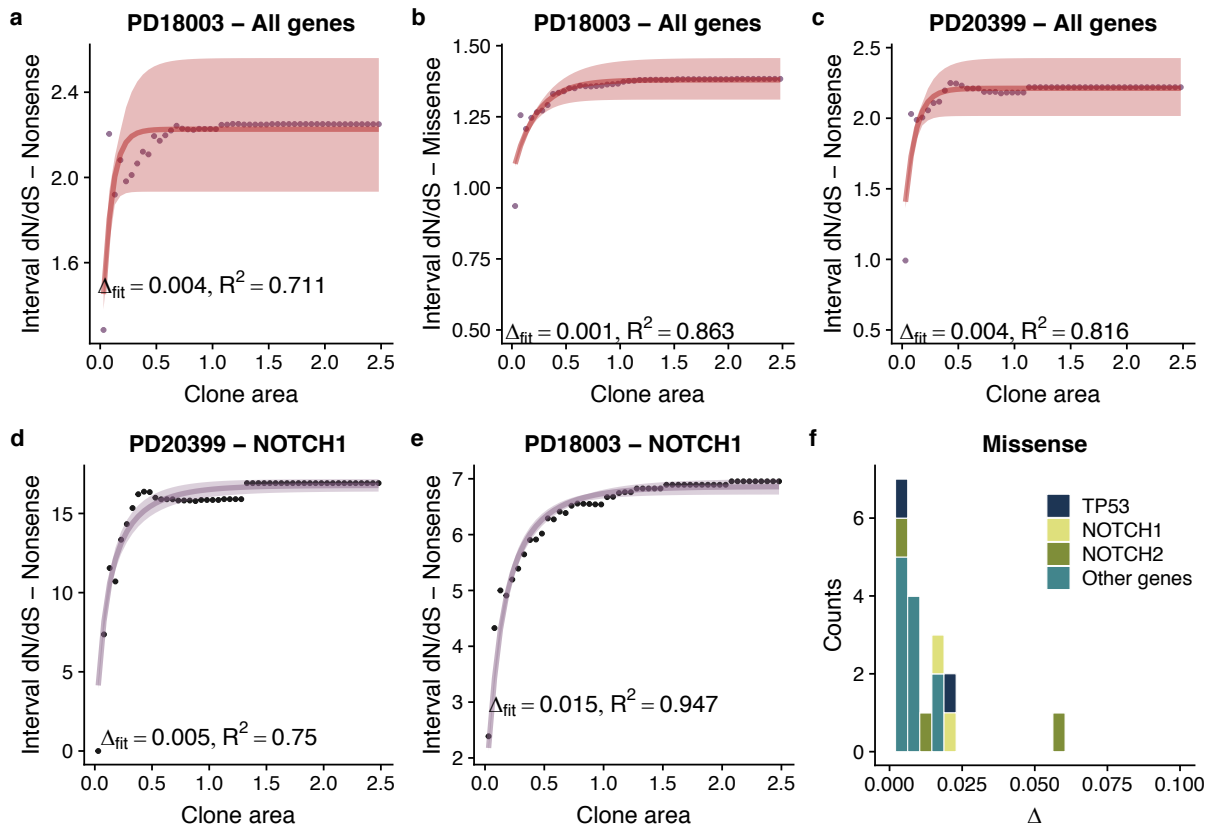 a
PD18003 – All genes
Interval dN/dS – Nonsense
2.4
2.0
1.6
Δfit = 0.004, R² = 0.711
0.0 0.5 1.0 1.5 2.0 2.5
Clone area
b
PD18003 – All genes
Interval dN/dS – Missense
1.50
1.25
1.00
0.75
0.50
Δfit = 0.001, R² = 0.863
0.0 0.5 1.0 1.5 2.0 2.5
Clone area
c
PD20399 – All genes
Interval dN/dS – Nonsense
2.5
2.0
1.5
1.0
0.5
Δfit = 0.004, R² = 0.816
0.0 0.5 1.0 1.5 2.0 2.5
Clone area
d
PD20399 – NOTCH1
Interval dN/dS – Nonsense
15
10
5
0
Δfit = 0.005, R² = 0.75
0.0 0.5 1.0 1.5 2.0 2.5
Clone area
e
PD18003 – NOTCH1
Interval dN/dS – Nonsense
7
6
5
4
3
2
Δfit = 0.015, R² = 0.947
0.0 0.5 1.0 1.5 2.0 2.5
Clone area
f
Missense
Counts
6
4
2
0
TP53
NOTCH1
NOTCH2
Other genes
0.000 0.025 0.050 0.075 0.100
Δ